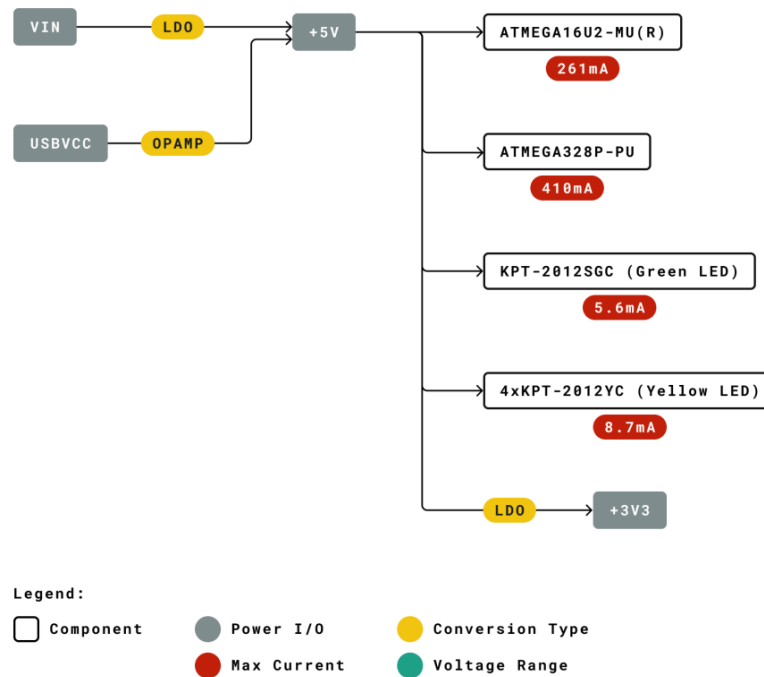 VIN
LDO
+5V
ATMEGA16U2-MU(R)
261mA
USBVCC
OPAMP
ATMEGA328P-PU
410mA
KPT-2012SGC (Green LED)
5.6mA
4xKPT-2012YC (Yellow LED)
8.7mA
LDO
+3V3
Legend:
Component
Power I/O
Conversion Type
Max Current
Voltage Range